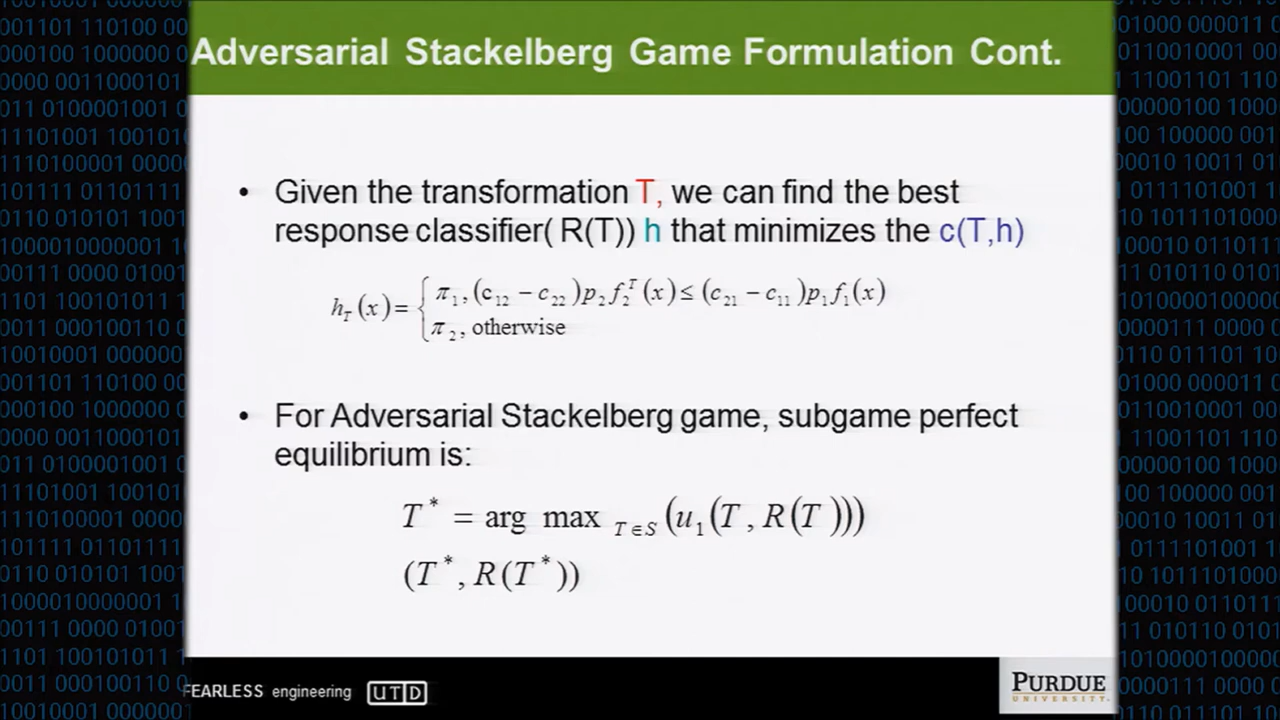 Adversarial Stackelberg Game Formulation Cont.
• Given the transformation T, we can find the best
response classifier( R(T)) h that minimizes the c(T,h)
h_T (x) = { π_1, (c_12 − c_22 )p_2 f_2^T (x) ≤ (c_21 − c_11 )p_1 f_1(x)
π_2, otherwise
• For Adversarial Stackelberg game, subgame perfect
equilibrium is:
T^* = arg max _{T∈S} (u_1(T, R(T)))
(T^*, R(T^*))
FEARLESS engineering UTD
PURDUE
UNIVERSITY